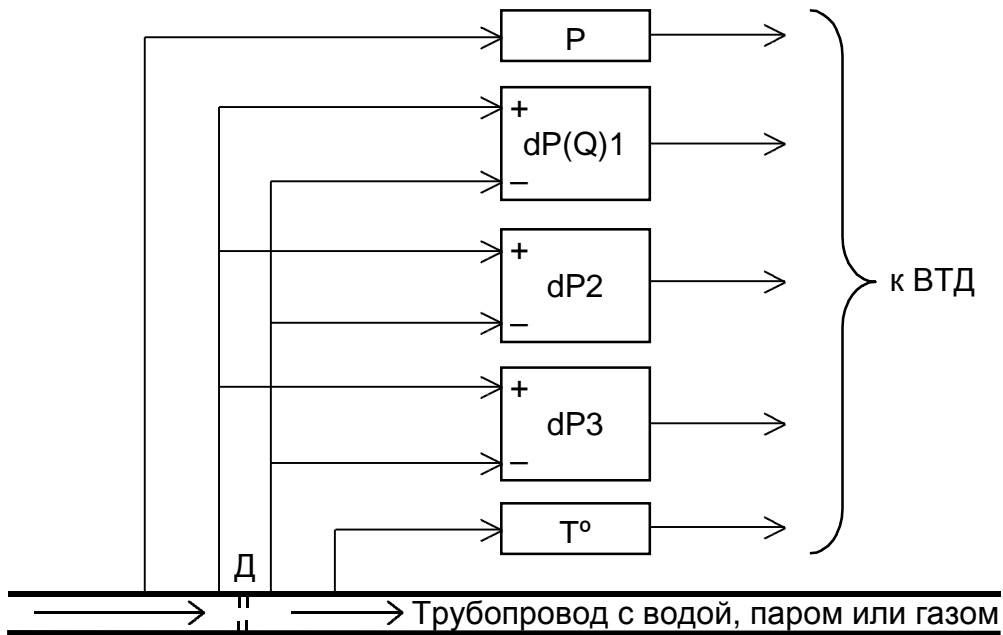 P
+
dP(Q)1
–
+
dP2
–
к ВТД
+
dP3
–
Tº
Д
Трубопровод с водой, паром или газом